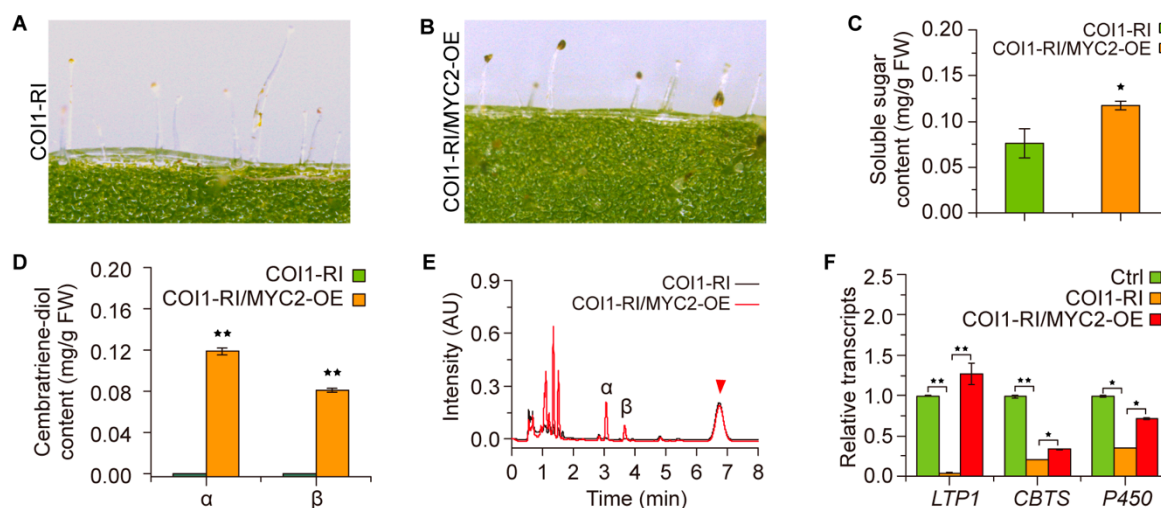 A
COI1-RI
B
COI1-RI/MYC2-OE
C
COI1-RI
COI1-RI/MYC2-OE
Soluble sugar
content (mg/g FW)
0.20
0.15
0.10
0.05
0.00
★
D
COI1-RI
COI1-RI/MYC2-OE
Cembratriene-diol
content (mg/g FW)
0.20
0.16
0.12
0.08
0.04
0.00
★★
★★
α
β
E
COI1-RI
COI1-RI/MYC2-OE
Intensity (AU)
0.9
0.6
0.3
0.0
α
β
0 1 2 3 4 5 6 7 8
Time (min)
F
Ctrl
COI1-RI
COI1-RI/MYC2-OE
Relative transcripts
2.5
2.0
1.5
1.0
0.5
0.0
★★ ★★ ★★ ★ ★ ★
LTP1 CBTS P450